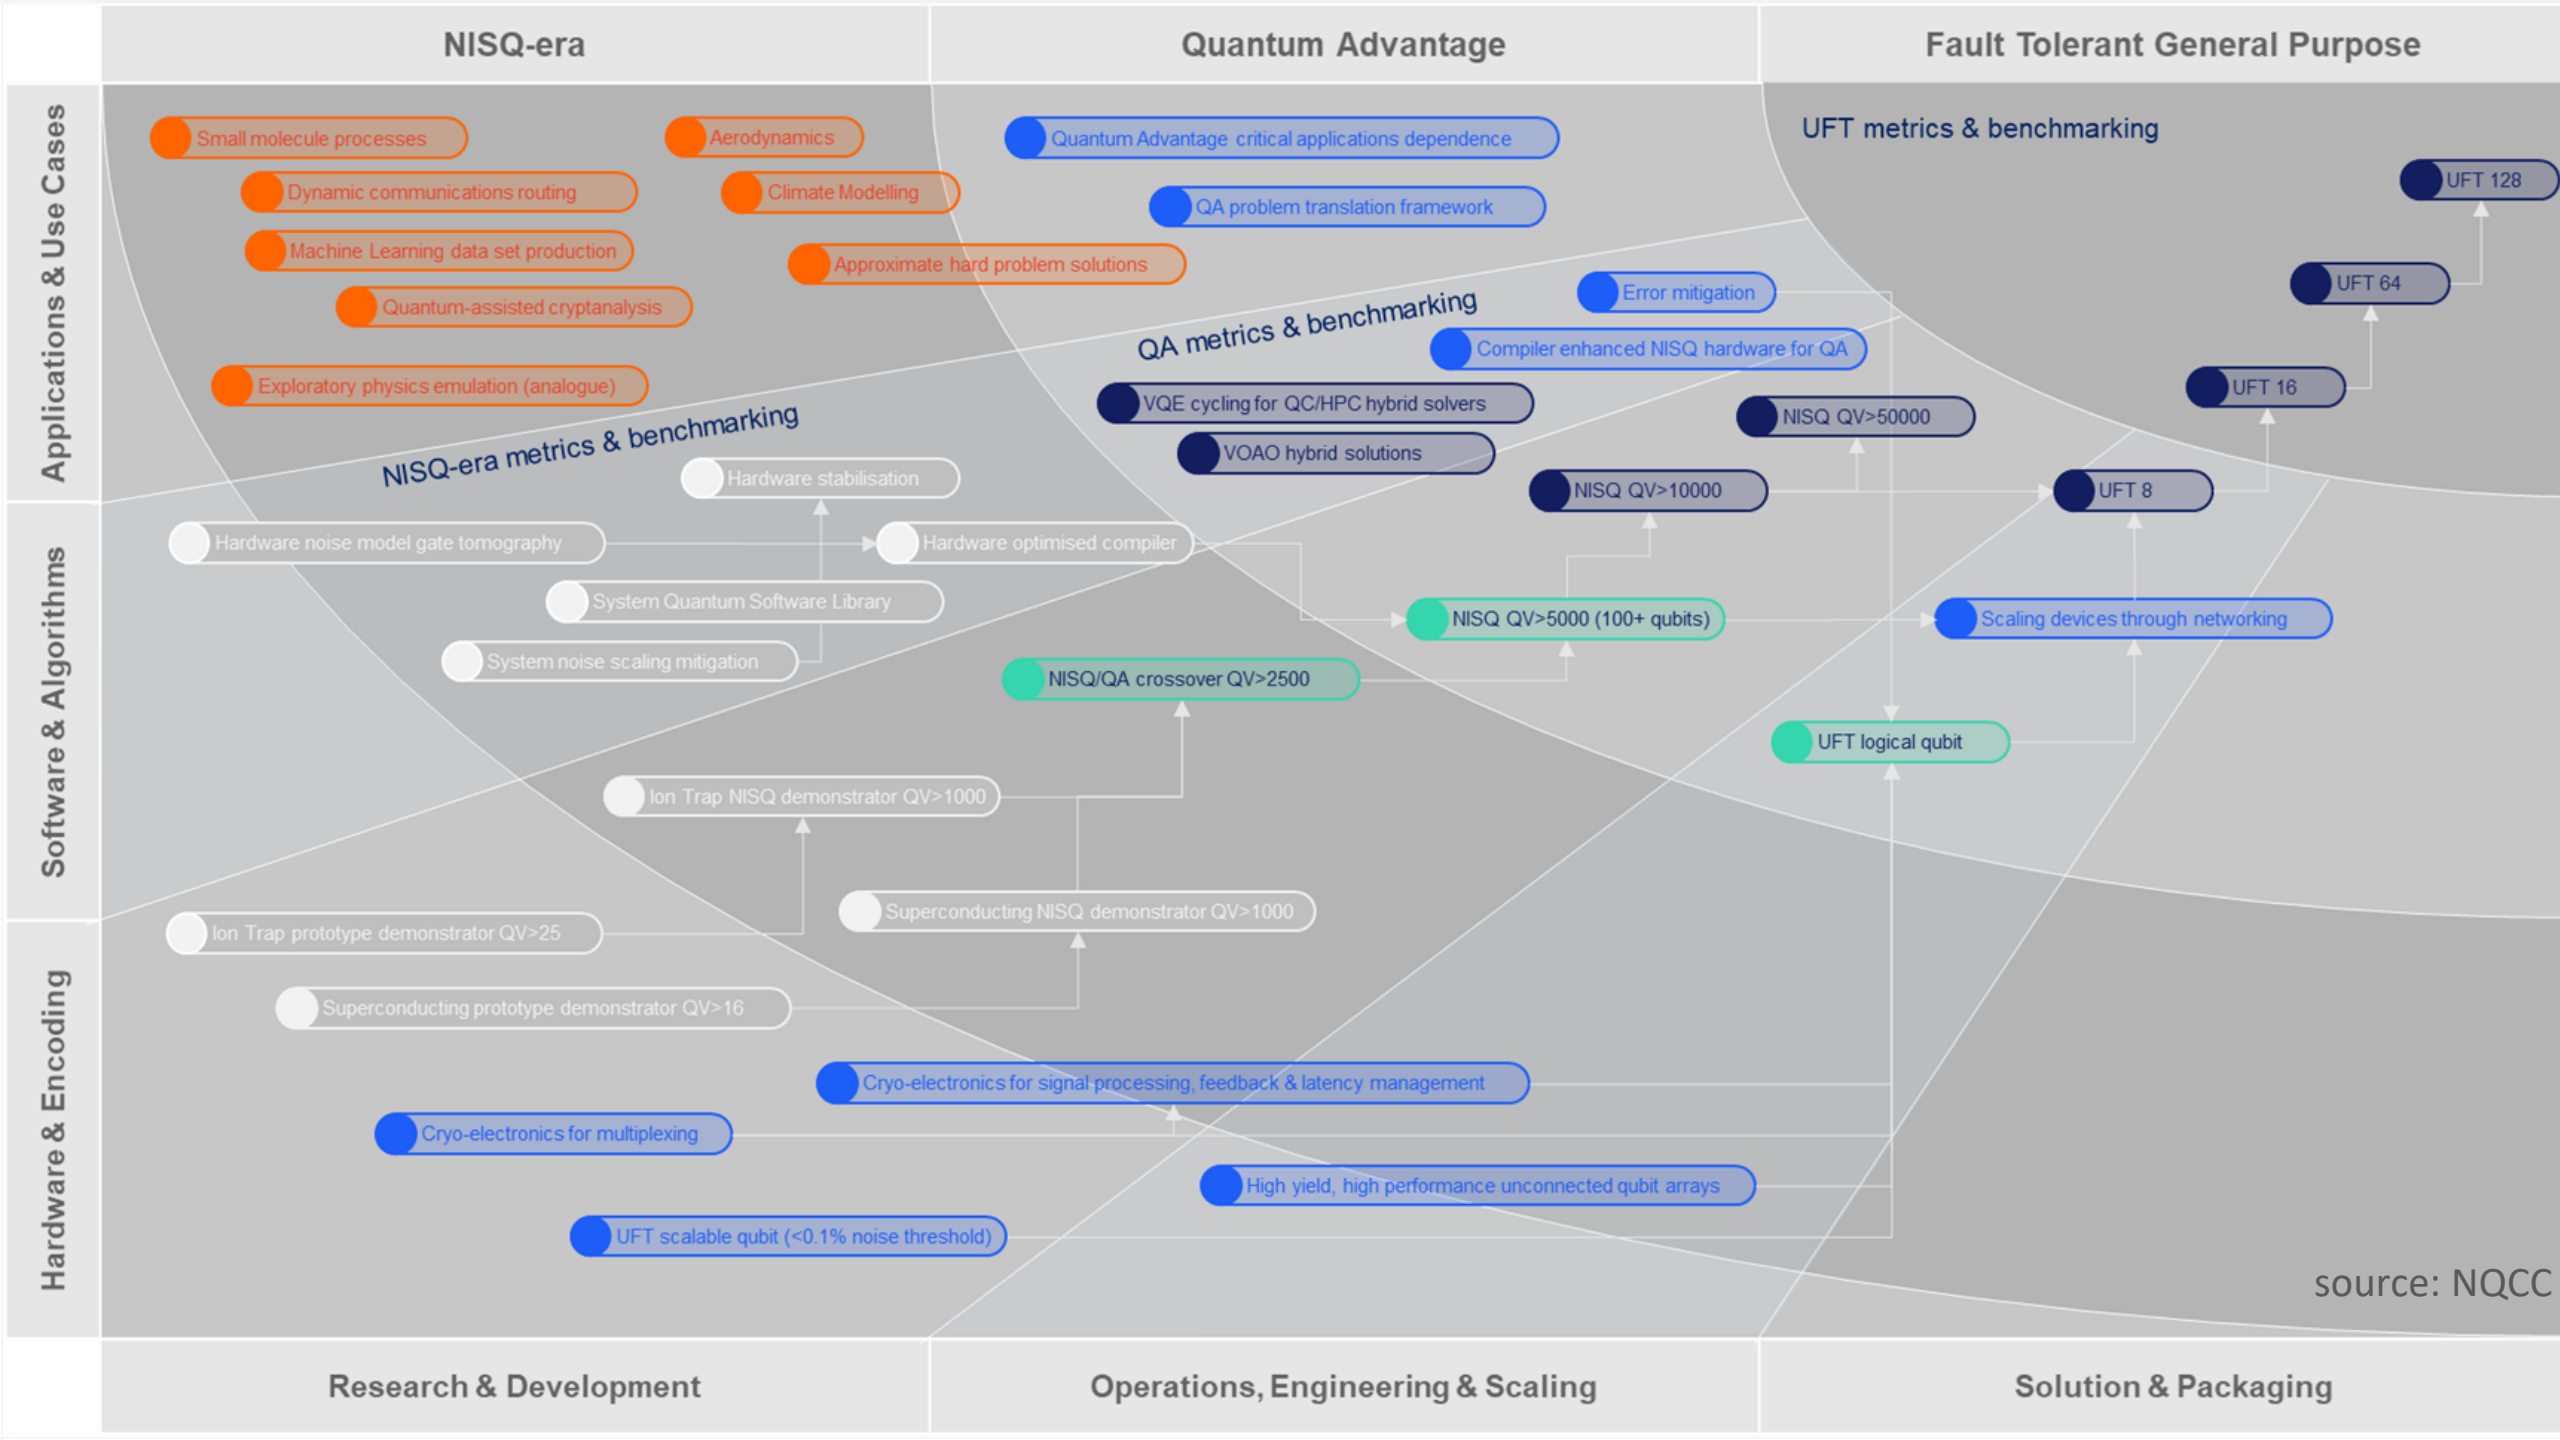 NISQ-era
Quantum Advantage
Fault Tolerant General Purpose
Applications & Use Cases
Small molecule processes
Aerodynamics
Dynamic communications routing
Climate Modelling
Machine Learning data set production
Approximate hard problem solutions
Quantum-assisted cryptanalysis
Exploratory physics emulation (analogue)
NISQ-era metrics & benchmarking
Quantum Advantage critical applications dependence
QA problem translation framework
QA metrics & benchmarking
Error mitigation
Compiler enhanced NISQ hardware for QA
VQE cycling for QC/HPC hybrid solvers
VOAO hybrid solutions
UFT metrics & benchmarking
UFT 128
UFT 64
UFT 16
UFT 8
NISQ QV>50000
NISQ QV>10000
Software & Algorithms
Hardware stabilisation
Hardware noise model gate tomography
Hardware optimised compiler
System Quantum Software Library
System noise scaling mitigation
NISQ QV>5000 (100+ qubits)
Scaling devices through networking
NISQ/QA crossover QV>2500
UFT logical qubit
Ion Trap NISQ demonstrator QV>1000
Superconducting NISQ demonstrator QV>1000
Hardware & Encoding
Ion Trap prototype demonstrator QV>25
Superconducting prototype demonstrator QV>16
Cryo-electronics for signal processing, feedback & latency management
Cryo-electronics for multiplexing
High yield, high performance unconnected qubit arrays
UFT scalable qubit (<0.1% noise threshold)
source: NQCC
Research & Development
Operations, Engineering & Scaling
Solution & Packaging